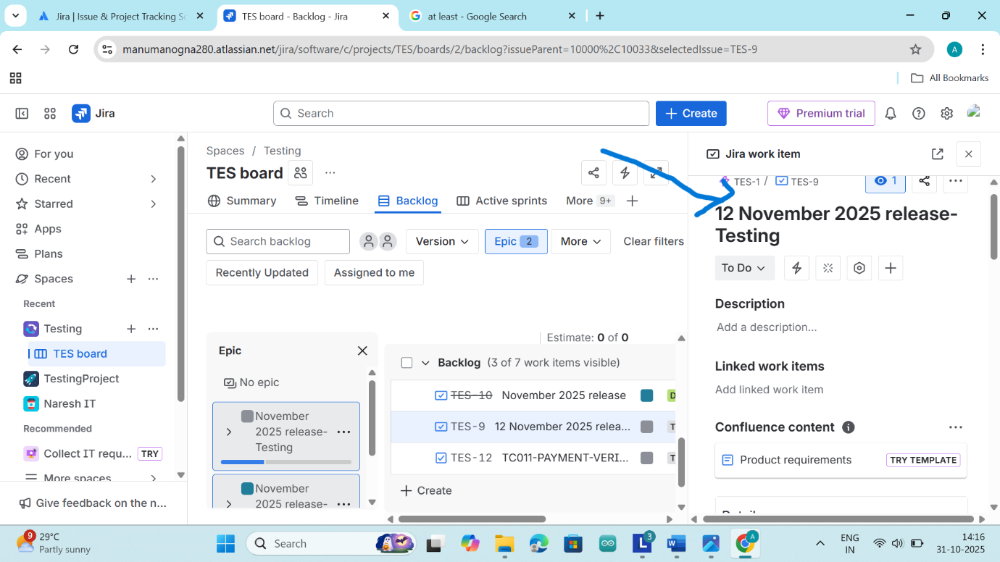 Jira | Issue & Project Tracking So
TES board - Backlog - Jira
at least - Google Search
manumanogna280.atlassian.net/jira/software/c/projects/TES/boards/2/backlog?issueParent=10000%2C10033&selectedIssue=TES-9
A
All Bookmarks
Jira
Search
Create
Premium trial
For you
Recent
Starred
Apps
Plans
Spaces
Recent
Testing
TES board
TestingProject
Naresh IT
Recommended
Collect IT requ... TRY
More spaces
Give feedback on the n...
Spaces / Testing
TES board
Summary Timeline Backlog Active sprints More 9+
Search backlog Version Epic 2 More Clear filters
Recently Updated Assigned to me
Estimate: 0 of 0
Epic
No epic
November
2025 release-
Testing
November
2025 release-
Backlog (3 of 7 work items visible)
TES-10 November 2025 release D
TES-9 12 November 2025 relea... T
TES-12 TC011-PAYMENT-VERI... T
Create
Jira work item
TES-1 / TES-9 1
12 November 2025 release-
Testing
To Do
Description
Add a description...
Linked work items
Add linked work item
Confluence content
Product requirements TRY TEMPLATE
9
29°C
Partly sunny
Search
L 3
W
A
ENG
IN
14:16
31-10-2025